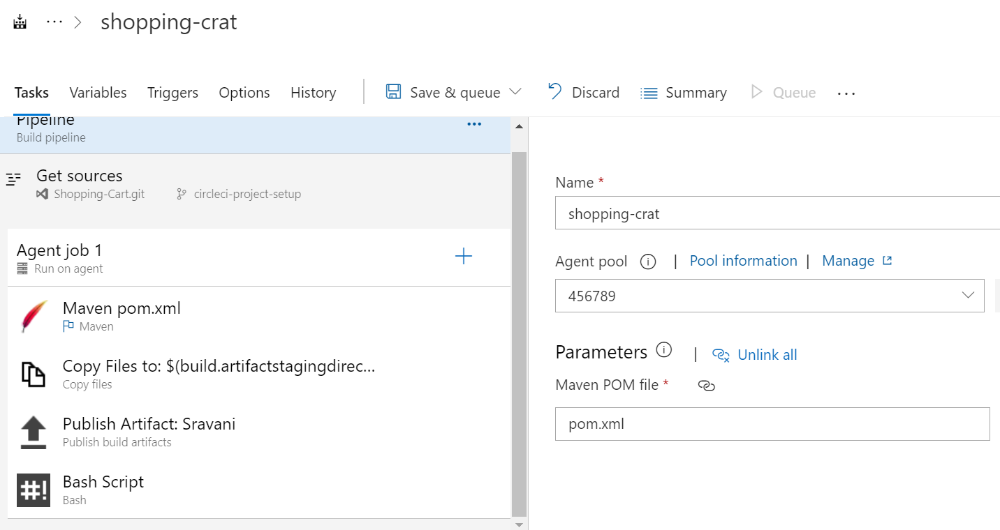 ... > shopping-crat
Tasks Variables Triggers Options History Save & queue Discard Summary Queue ...
Pipeline
Build pipeline
Get sources
Shopping-Cart.git circleci-project-setup
Agent job 1
Run on agent
Maven pom.xml
Maven
Copy Files to: $(build.artifactstagingdirec...
Copy files
Publish Artifact: Sravani
Publish build artifacts
#! Bash Script
Bash
Name *
shopping-crat
Agent pool | Pool information | Manage
456789
Parameters | Unlink all
Maven POM file *
pom.xml